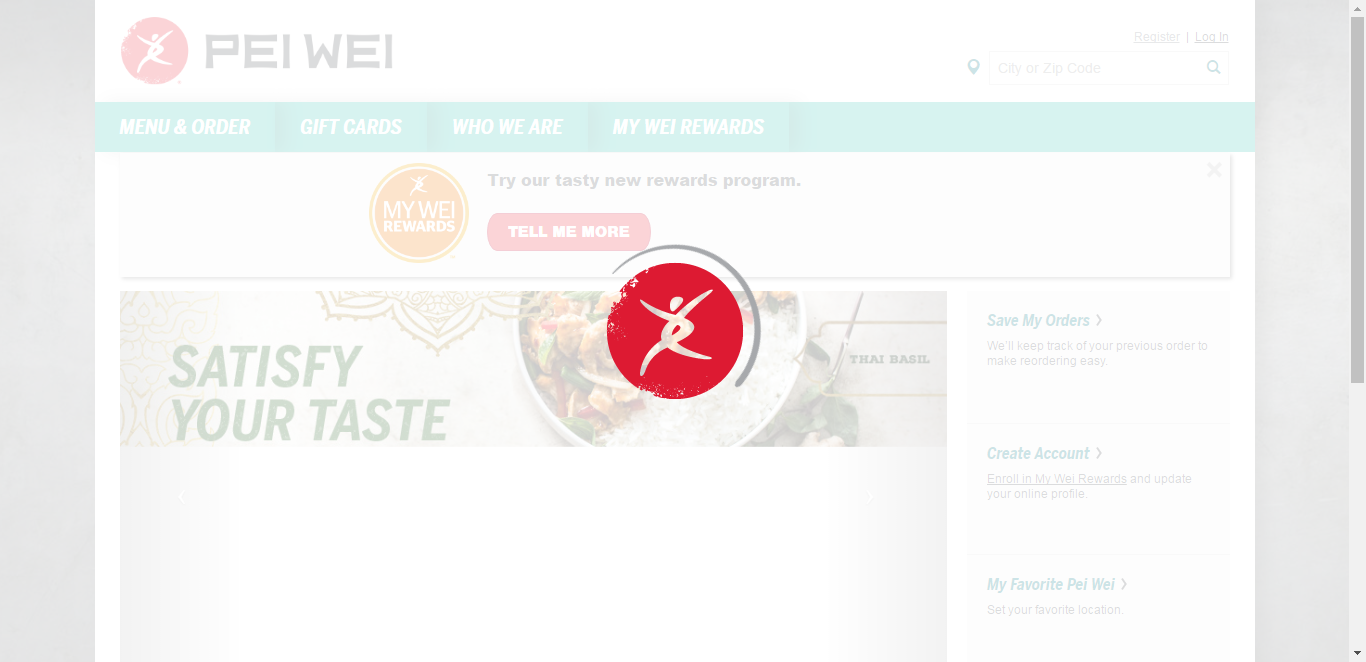 PEI WEI
Register | Log In
City or Zip Code
MENU & ORDER
GIFT CARDS
WHO WE ARE
MY WEI REWARDS
MY WEI
REWARDS
Try our tasty new rewards program.
TELL ME MORE
SATISFY
YOUR TASTE
THAI BASIL
Save My Orders
We'll keep track of your previous order to
make reordering easy.
Create Account
Enroll in My Wei Rewards and update
your online profile.
My Favorite Pei Wei
Set your favorite location.